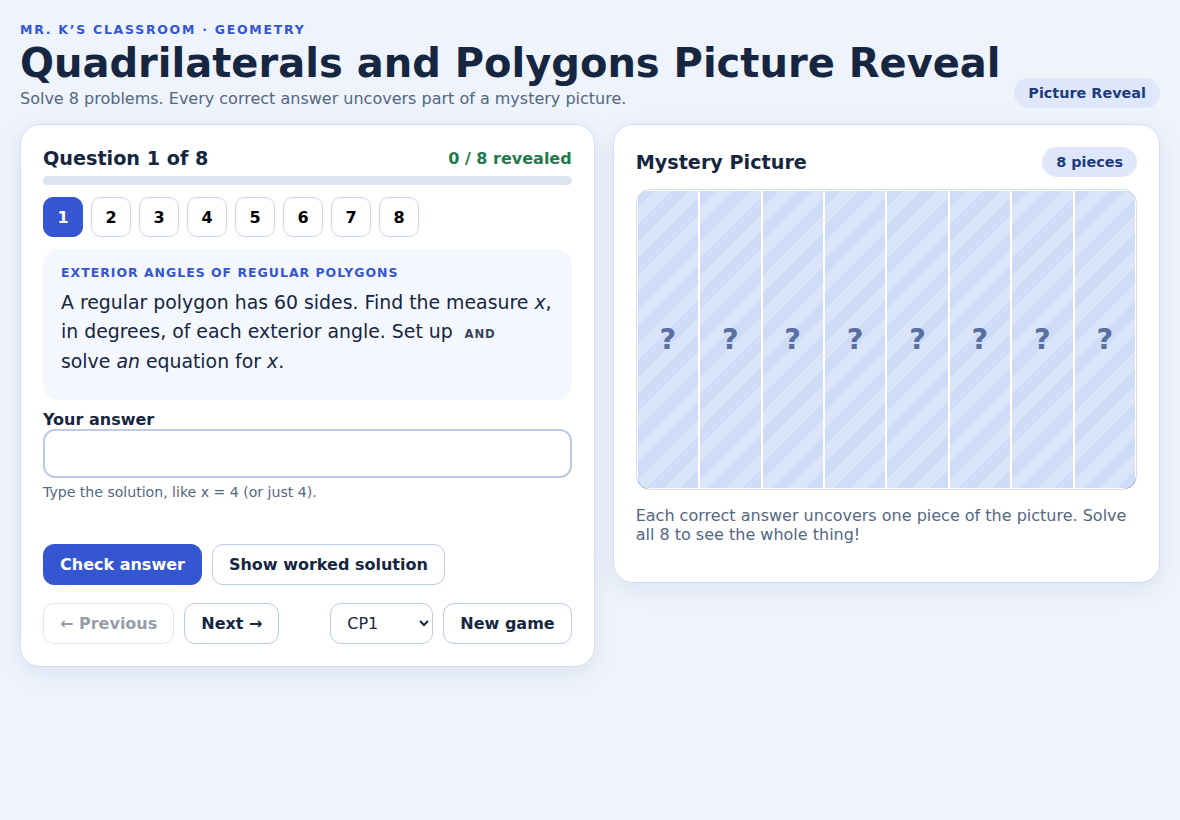 MR. K’S CLASSROOM · GEOMETRY
Quadrilaterals and Polygons Picture Reveal
Solve 8 problems. Every correct answer uncovers part of a mystery picture.
Picture Reveal
Question 1 of 8
0 / 8 revealed
1 2 3 4 5 6 7 8
EXTERIOR ANGLES OF REGULAR POLYGONS
A regular polygon has 60 sides. Find the measure x,
in degrees, of each exterior angle. Set up AND
solve an equation for x.
Your answer
Type the solution, like x = 4 (or just 4).
Check answer
Show worked solution
← Previous
Next →
CP1
New game
Mystery Picture
8 pieces
? ? ? ? ? ? ? ?
Each correct answer uncovers one piece of the picture. Solve
all 8 to see the whole thing!